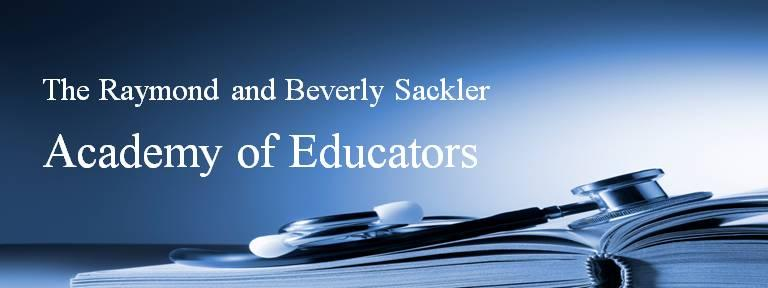 The Raymond and Beverly Sackler
Academy of Educators